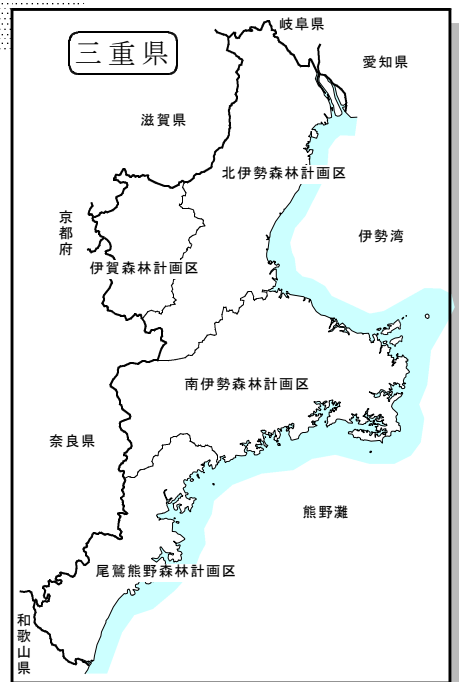 岐阜県
三重県
愛知県
滋賀県
北伊勢森林計画区
京都府
伊勢湾
伊賀森林計画区
南伊勢森林計画区
奈良県
熊野灘
尾鷲熊野森林計画区
和歌山県